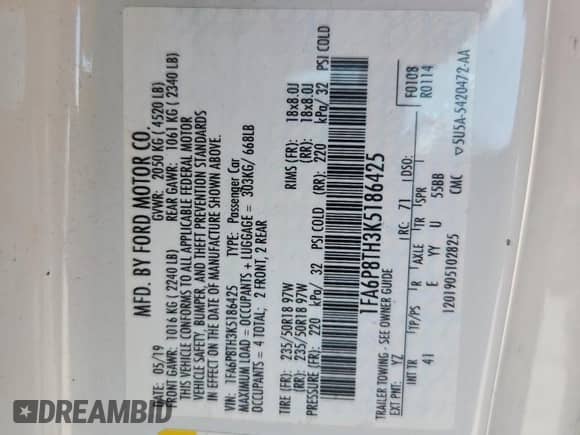 MFD. BY FORD MOTOR CO.
DATE: 05/19 GVWR: 2050 KG ( 4520 LB)
FRONT GAWR: 1016 KG ( 2240 LB) REAR GAWR: 1061 KG ( 2340 LB)
THIS VEHICLE CONFORMS TO ALL APPLICABLE FEDERAL MOTOR
VEHICLE SAFETY, BUMPER, AND THEFT PREVENTION STANDARDS
IN EFFECT ON THE DATE OF MANUFACTURE SHOWN ABOVE.
VIN: 1FA6P8TH3K5186425 TYPE: Passenger Car
MAXIMUM LOAD = OCCUPANTS + LUGGAGE = 303KG/ 668LB
OCCUPANTS = 4 TOTAL; 2 FRONT, 2 REAR
TIRE (FR): 235/50R18 97W RIMS (FR): 18x8.0J
(RR): 235/50R18 97W (RR): 18x8.0J
PRESSURE (FR): 220 kPa/ 32 PSI COLD (RR): 220 kPa/ 32 PSI COLD
1FA6P8TH3K5186425
TRAILER TOWING - SEE OWNER GUIDE
EXT PNT: YZ RC: 71 DSO: F0108
R0114
INT TR TP/PS R AXLE TR SPR
41 E YY U 55BB
1201905102825 CMC ▽5U5A-5420472-AA
DREAMBID